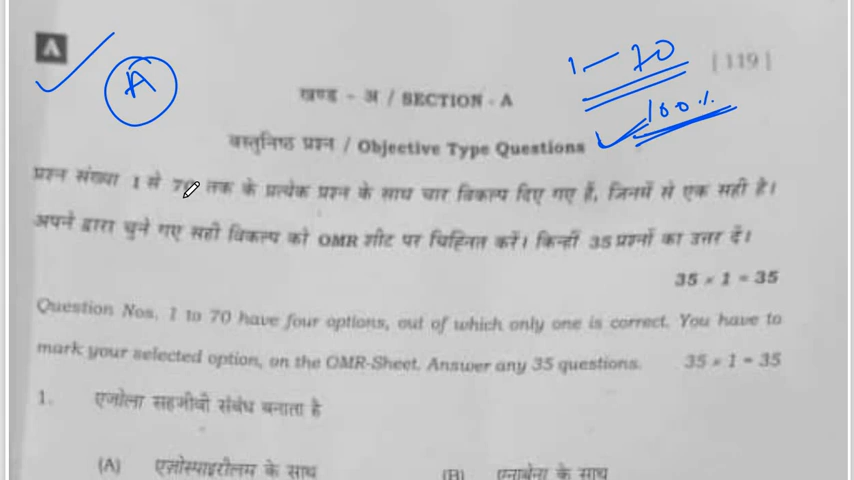 A
A
1 - 70
[119]
खण्ड - अ / SECTION - A
100%
वस्तुनिष्ठ प्रश्न / Objective Type Questions
प्रश्न संख्या 1 से 70 तक के प्रत्येक प्रश्न के साथ चार विकल्प दिए गए हैं, जिनमें से एक सही है।
अपने द्वारा चुने गए सही विकल्प को OMR शीट पर चिह्नित करें। किन्हीं 35 प्रश्नों का उत्तर दें।
35 × 1 = 35
Question Nos. 1 to 70 have four options, out of which only one is correct. You have to
mark your selected option, on the OMR-Sheet. Answer any 35 questions. 35 × 1 = 35
1. एजोला सहजीवी संबंध बनाता है
(A) एज़ोस्पाइरीलम के साथ (B) एनाबेना के साथ